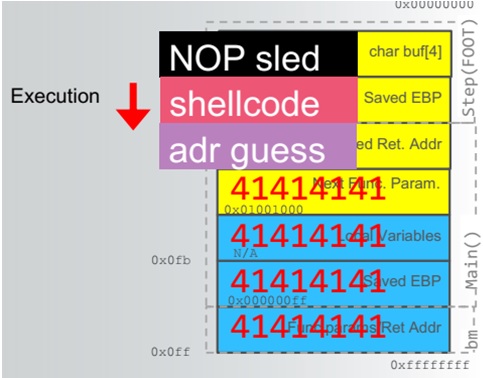 0x00000000
NOP sled char buf[4]
Step(FOOT)
Execution shellcode Saved EBP
adr guess ed Ret. Addr
41414141 Next Func. Param.
0x01001000
41414141 Local Variables
N/A
0x0fb
41414141 Saved EBP
0x000000ff
41414141 Func params/Ret Addr
bm - Main()
0x0ff
0xffffffff